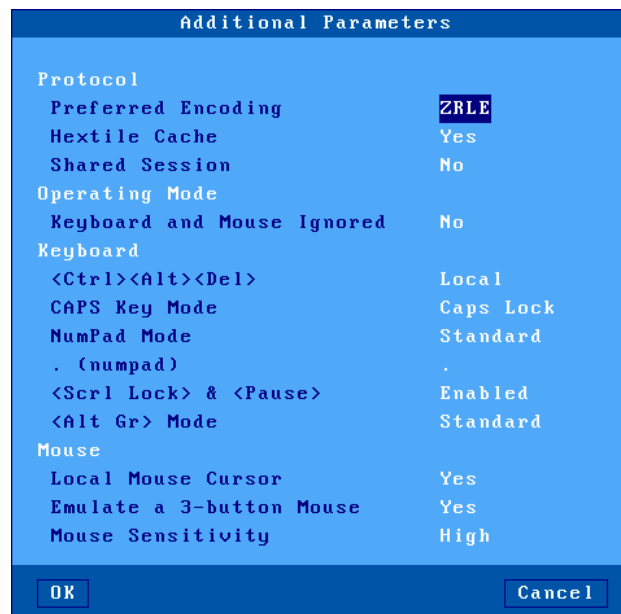 Additional Parameters
Protocol
Preferred Encoding ZRLE
Hextile Cache Yes
Shared Session No
Operating Mode
Keyboard and Mouse Ignored No
Keyboard
<Ctrl><Alt><Del> Local
CAPS Key Mode Caps Lock
NumPad Mode Standard
. (numpad) .
<Scrl Lock> & <Pause> Enabled
<Alt Gr> Mode Standard
Mouse
Local Mouse Cursor Yes
Emulate a 3-button Mouse Yes
Mouse Sensitivity High
OK Cancel